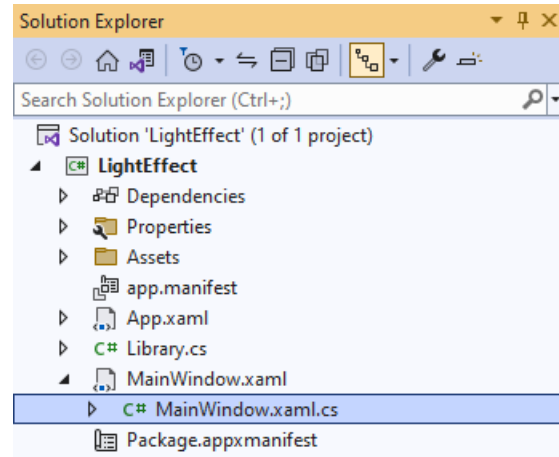 Solution Explorer
Search Solution Explorer (Ctrl+;)
Solution 'LightEffect' (1 of 1 project)
C# LightEffect
Dependencies
Properties
Assets
app.manifest
App.xaml
C# Library.cs
MainWindow.xaml
C# MainWindow.xaml.cs
Package.appxmanifest